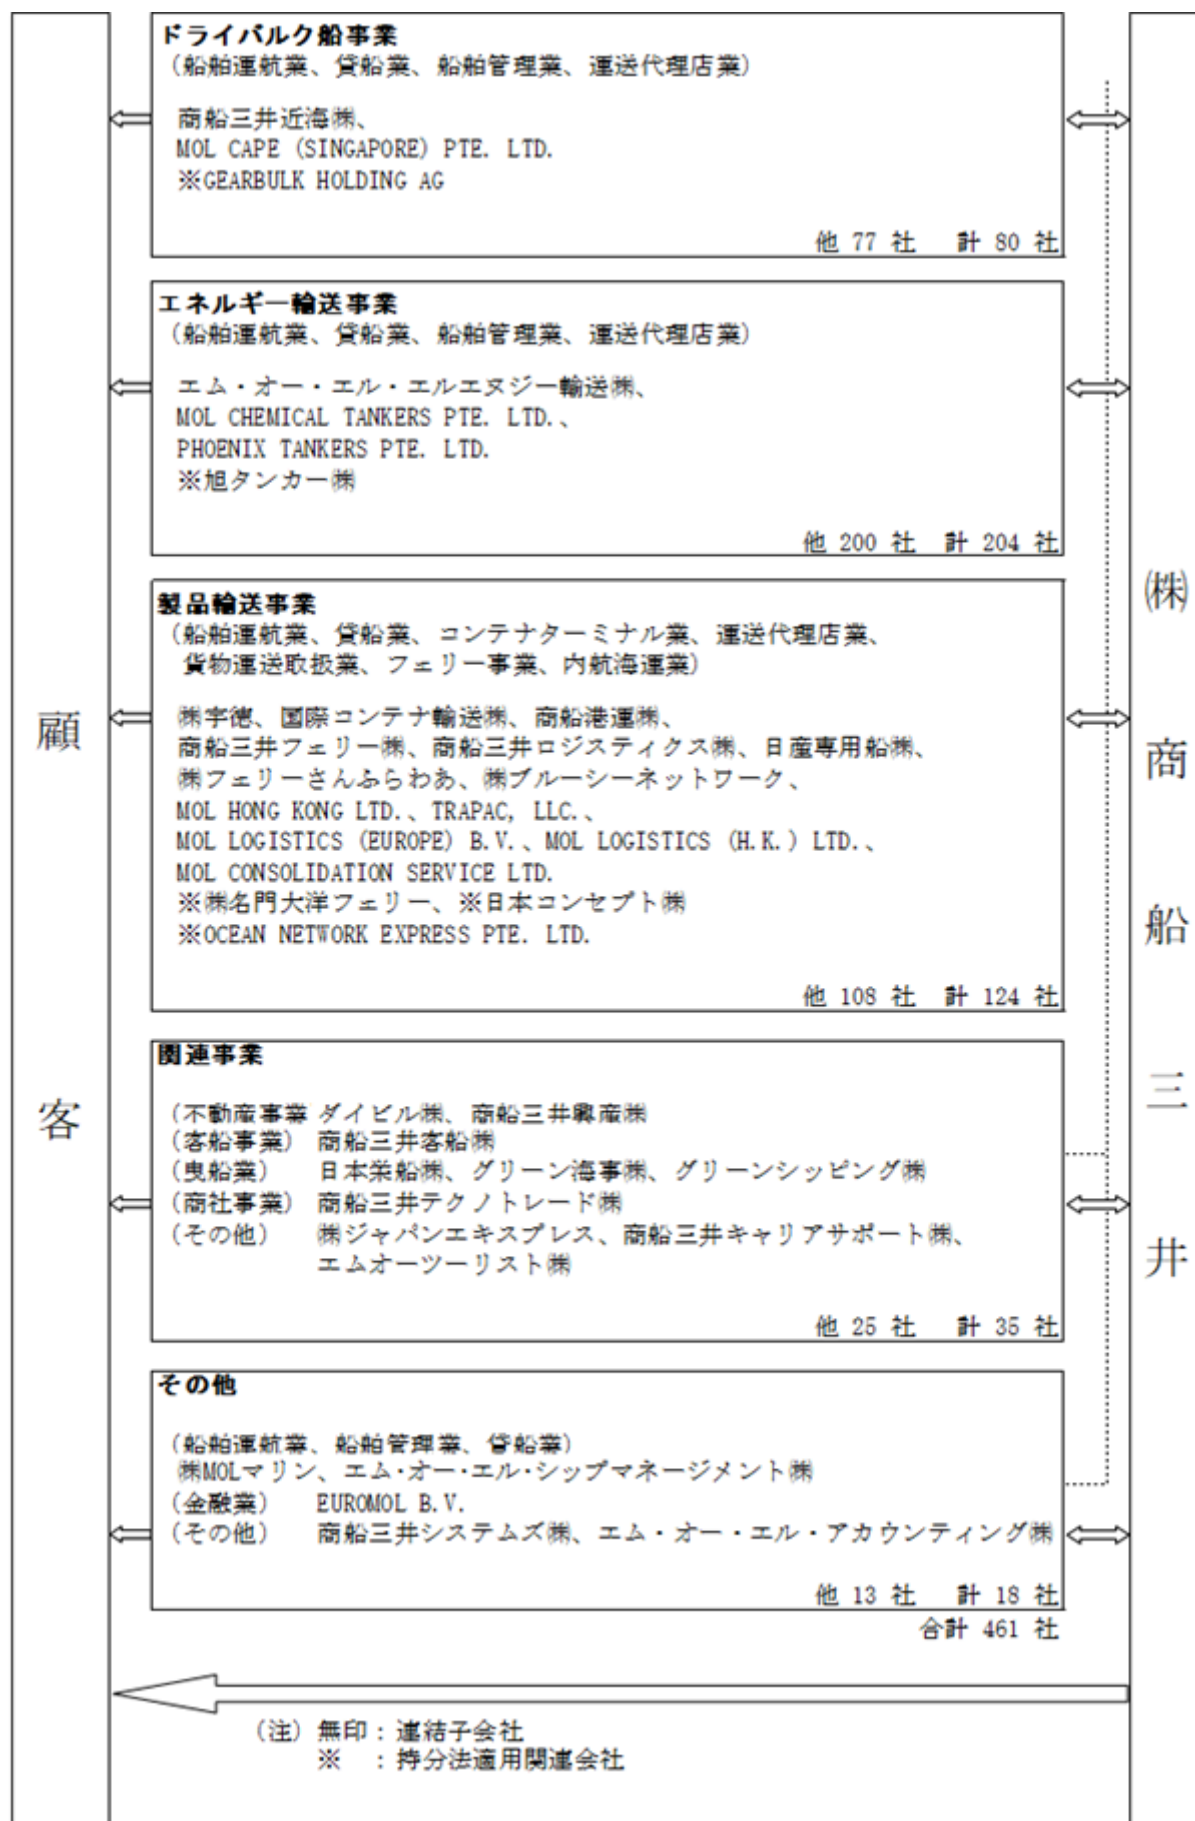 ドライバルク船事業
（船舶運航業、貸船業、船舶管理業、運送代理店業）
商船三井近海㈱、
MOL CAPE (SINGAPORE) PTE. LTD.
※GEARBULK HOLDING AG
他 77 社 計 80 社
エネルギー輸送事業
（船舶運航業、貸船業、船舶管理業、運送代理店業）
エム・オー・エル・エルエヌジー輸送㈱、
MOL CHEMICAL TANKERS PTE. LTD.、
PHOENIX TANKERS PTE. LTD.
※旭タンカー㈱
他 200 社 計 204 社
製品輸送事業
（船舶運航業、貸船業、コンテナターミナル業、運送代理店業、
貨物運送取扱業、フェリー事業、内航海運業）
㈱宇徳、国際コンテナ輸送㈱、商船港運㈱、
商船三井フェリー㈱、商船三井ロジスティクス㈱、日産専用船㈱、
㈱フェリーさんふらわあ、㈱ブルーシーネットワーク、
MOL HONG KONG LTD.、TRAPAC, LLC.、
MOL LOGISTICS (EUROPE) B.V.、MOL LOGISTICS (H.K.) LTD.、
MOL CONSOLIDATION SERVICE LTD.
※㈱名門大洋フェリー、※日本コンセプト㈱
※OCEAN NETWORK EXPRESS PTE. LTD.
他 108 社 計 124 社
関連事業
（不動産事業 ダイビル㈱、商船三井興産㈱
（客船事業） 商船三井客船㈱
（曳船業） 日本栄船㈱、グリーン海事㈱、グリーンシッピング㈱
（商社事業） 商船三井テクノトレード㈱
（その他） ㈱ジャパンエキスプレス、商船三井キャリアサポート㈱、
エムオーツーリスト㈱
他 25 社 計 35 社
その他
（船舶運航業、船舶管理業、貸船業）
㈱MOLマリン、エム・オー・エル・シップマネージメント㈱
（金融業） EUROMOL B.V.
（その他） 商船三井システムズ㈱、エム・オー・エル・アカウンティング㈱
他 13 社 計 18 社
合計 461 社
（注）無印：連結子会社
※ ：持分法適用関連会社
顧客
㈱商船三井